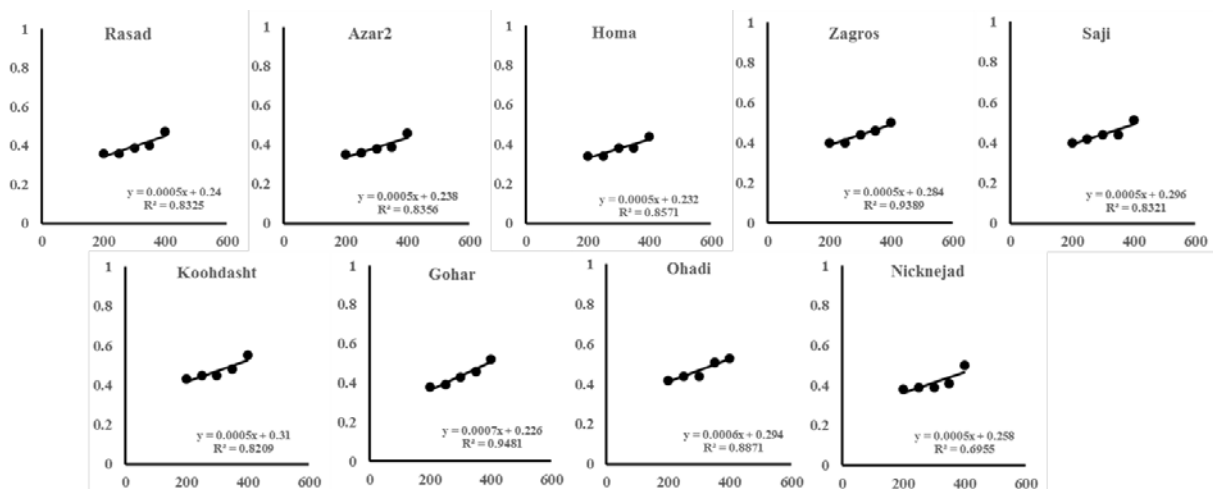 Rasad
1
0.8
0.6
0.4
0.2
0
y = 0.0005x + 0.24
R² = 0.8325
0 200 400 600
Azar2
1
0.8
0.6
0.4
0.2
0
y = 0.0005x + 0.238
R² = 0.8356
0 200 400 600
Homa
1
0.8
0.6
0.4
0.2
0
y = 0.0005x + 0.232
R² = 0.8571
0 200 400 600
Zagros
1
0.8
0.6
0.4
0.2
0
y = 0.0005x + 0.284
R² = 0.9389
0 200 400 600
Saji
1
0.8
0.6
0.4
0.2
0
y = 0.0005x + 0.296
R² = 0.8321
0 200 400 600
Koohdasht
1
0.8
0.6
0.4
0.2
0
y = 0.0005x + 0.31
R² = 0.8209
0 200 400 600
Gohar
1
0.8
0.6
0.4
0.2
0
y = 0.0007x + 0.226
R² = 0.9481
0 200 400 600
Ohadi
1
0.8
0.6
0.4
0.2
0
y = 0.0006x + 0.294
R² = 0.8871
0 200 400 600
Nicknejad
1
0.8
0.6
0.4
0.2
0
y = 0.0005x + 0.258
R² = 0.6955
0 200 400 600